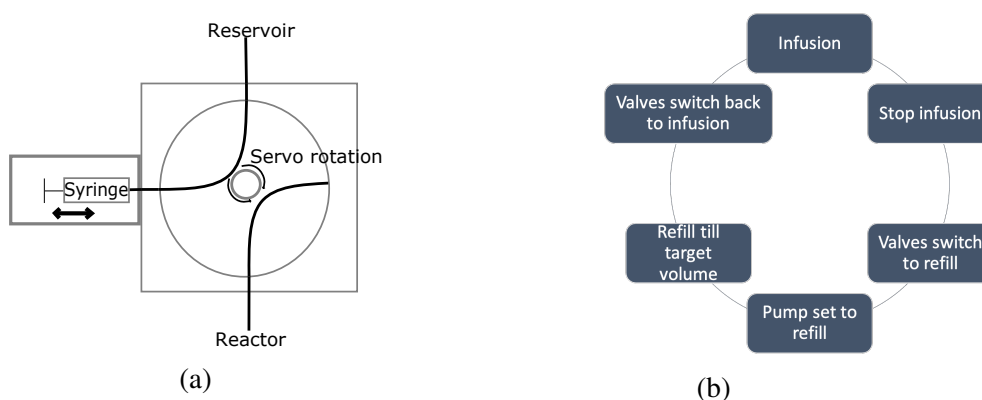 Reservoir
Servo rotation
Syringe
Reactor
(a)
Infusion
Stop infusion
Valves switch
to refill
Pump set to
refill
Refill till
target
volume
Valves switch back
to infusion
(b)